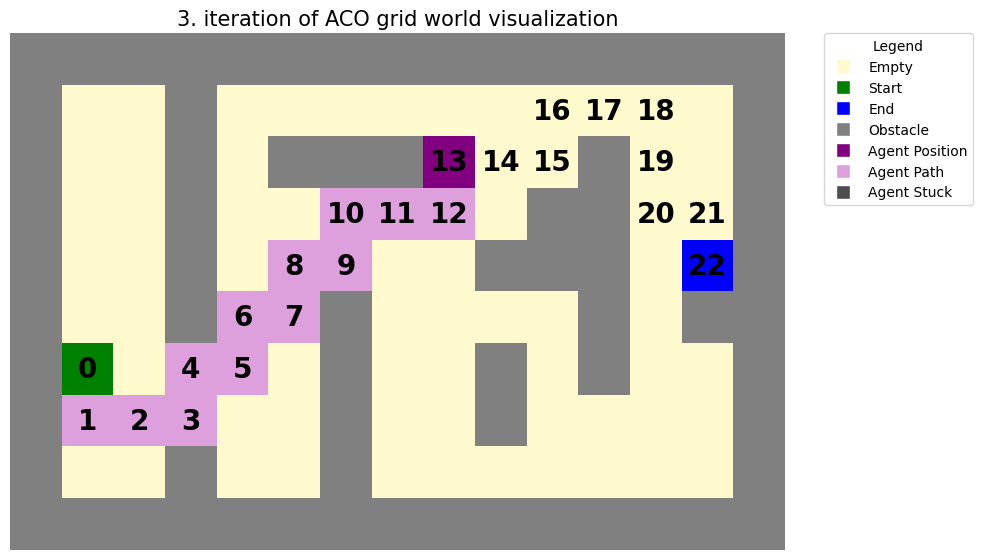 3. iteration of ACO grid world visualization
Legend
Empty
Start
End
Obstacle
Agent Position
Agent Path
Agent Stuck
16 17 18
13 14 15 19
10 11 12 20 21
8 9 22
6 7
0 4 5
1 2 3